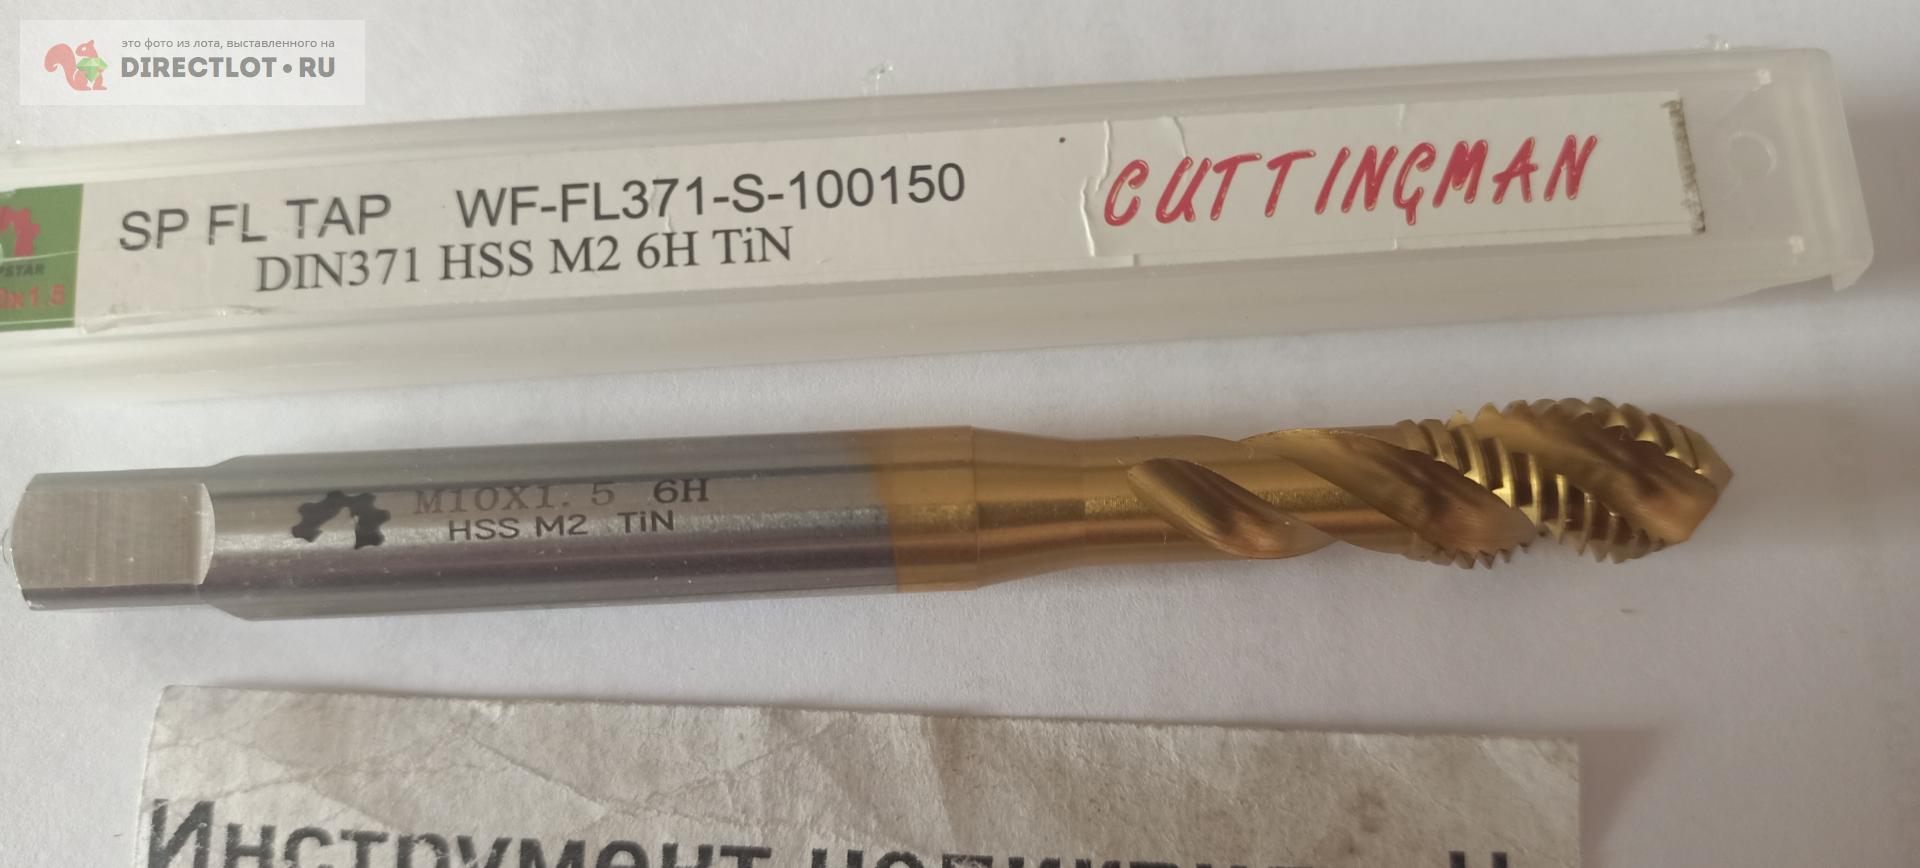 это фото из лота, выставленного на
DIRECTLOT.RU
SP FL TAP WF-FL371-S-100150
DIN371 HSS M2 6H TiN
CUTTINGMAN
M10X1.5 6H
HSS M2 TiN
Инструмент